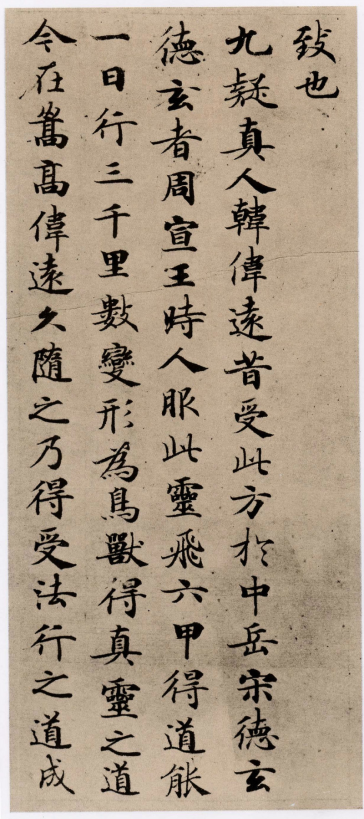 致也
九疑真人韓偉遠昔受此方於中岳宋德玄
德玄者周宣王時人服此靈飛六甲得道能
一日行三千里數變形為鳥獸得真靈之道
今在嵩高偉遠久隨之乃得受法行之道成